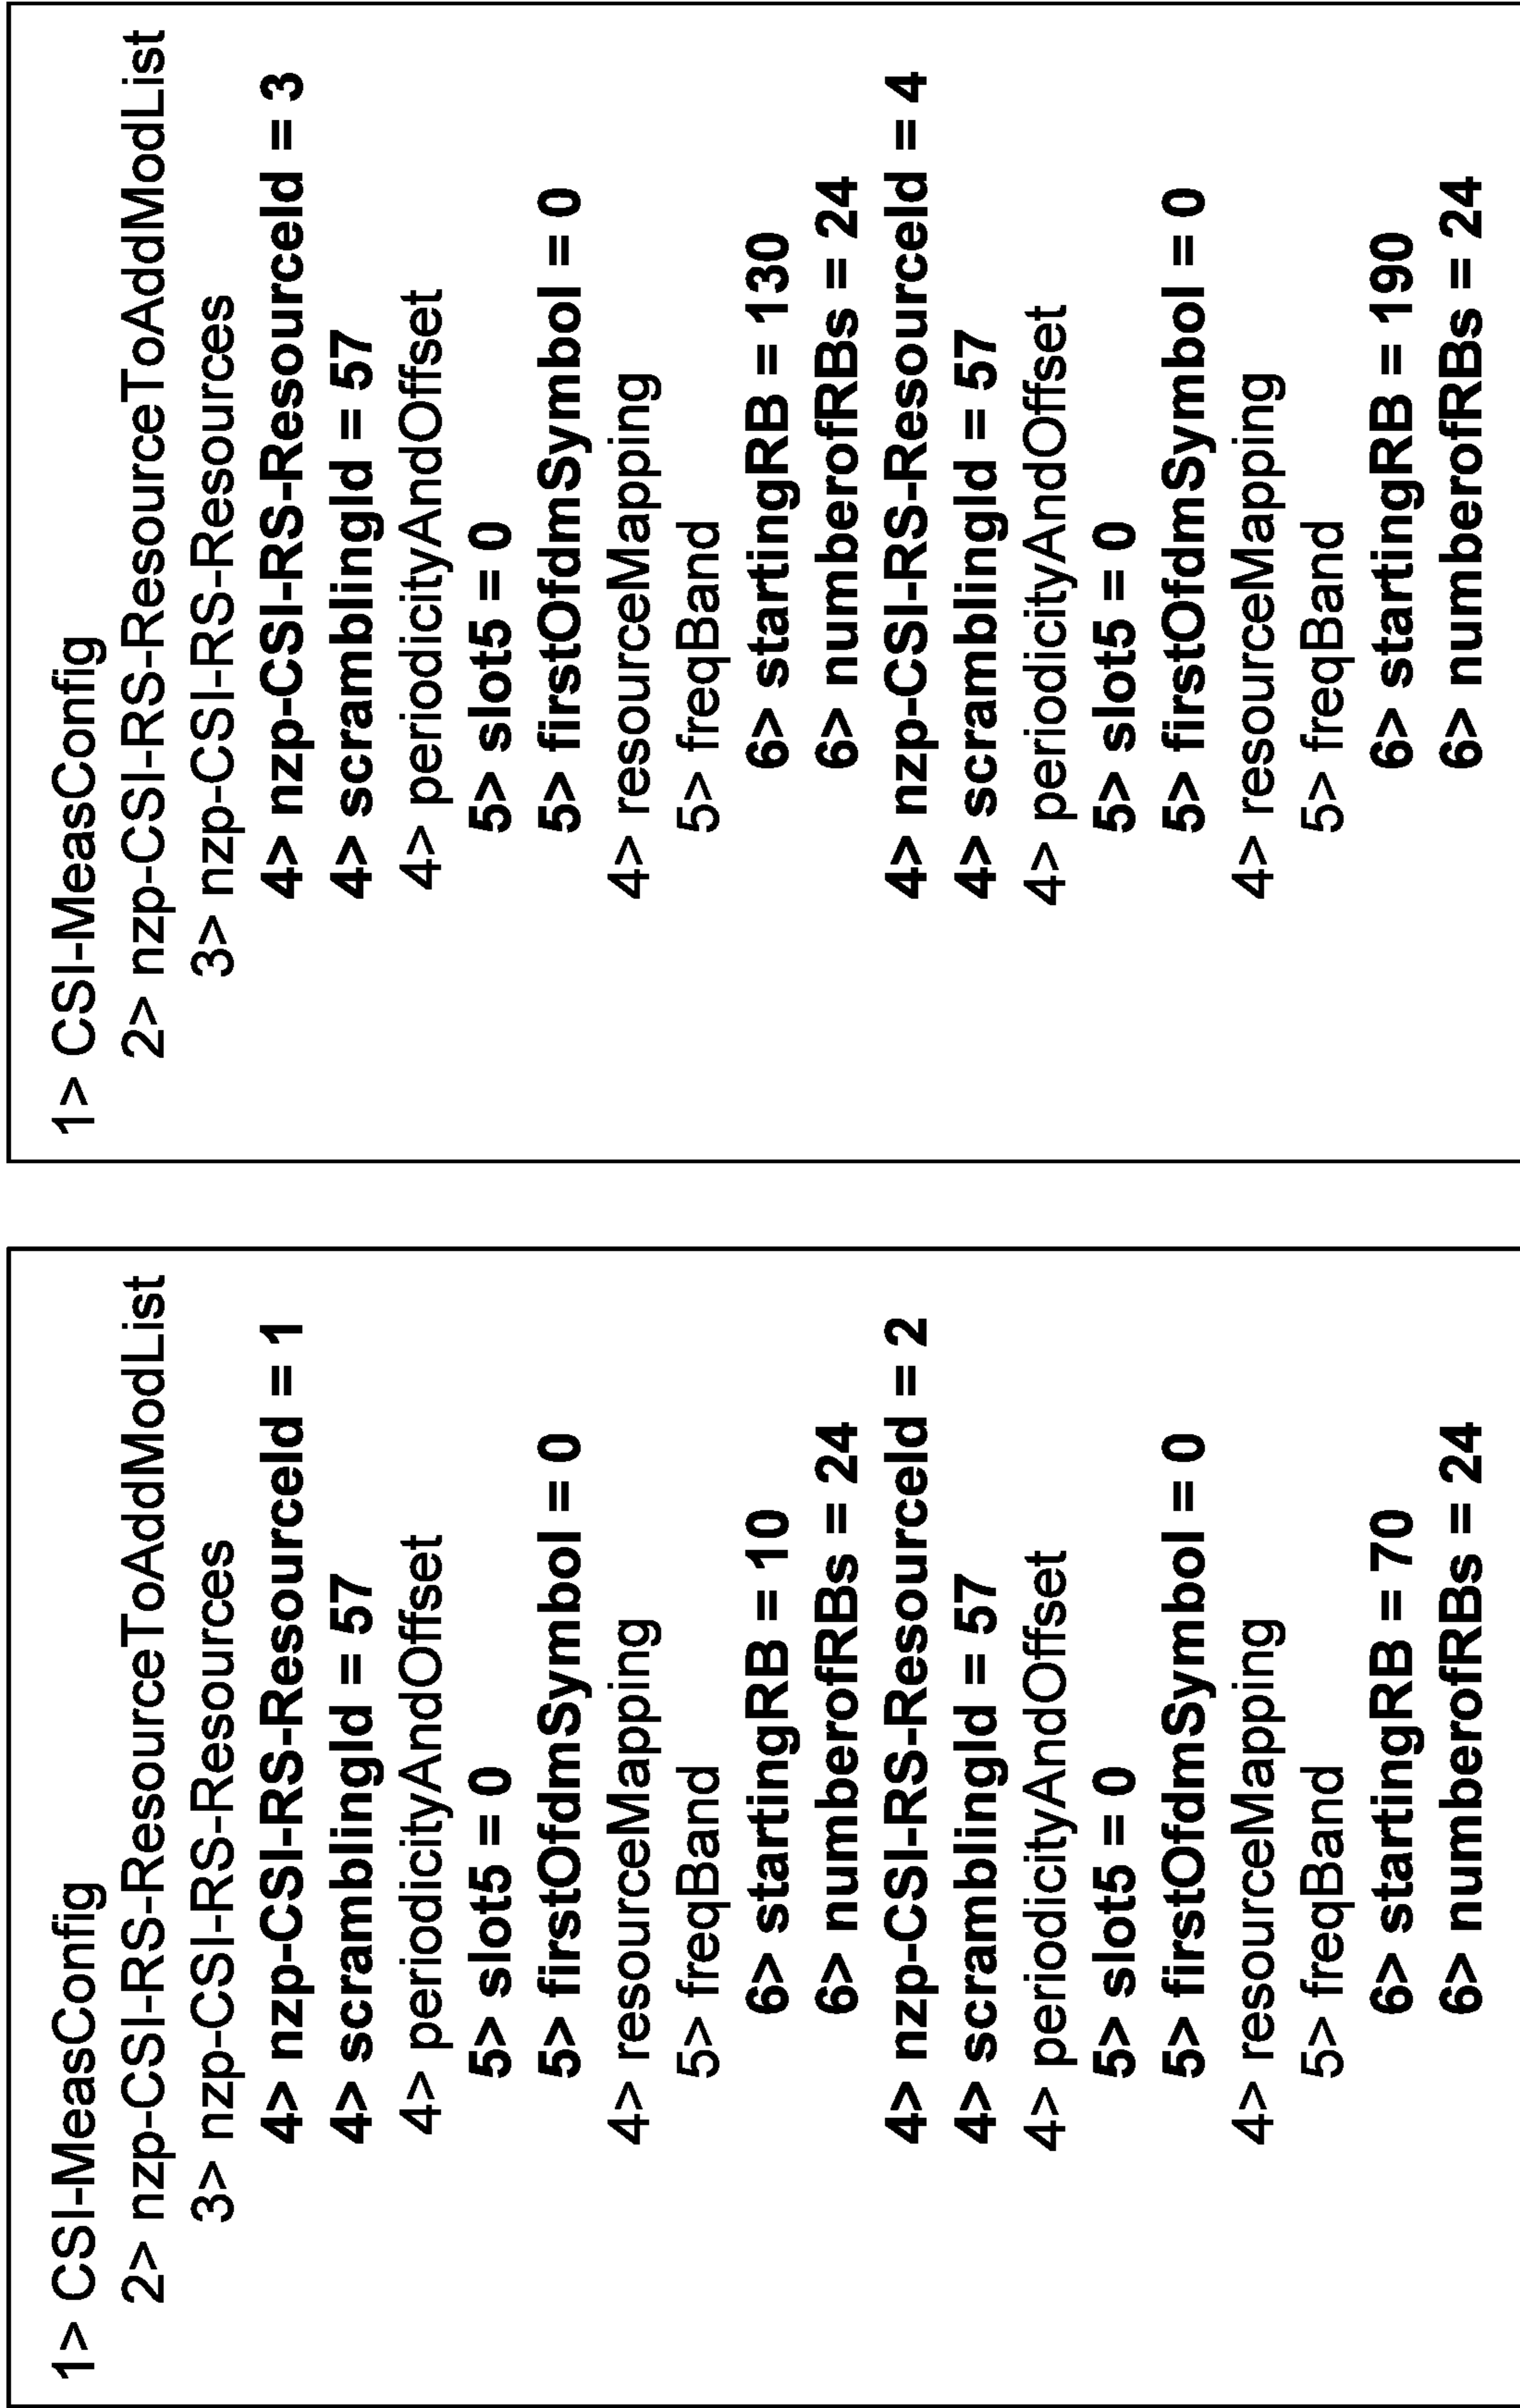 1> CSI-MeasConfig
2> nzp-CSI-RS-ResourceToAddModList
3> nzp-CSI-RS-Resources
4> nzp-CSI-RS-ResourceId = 1
4> scramblingId = 57
4> periodicityAndOffset
5> slot5 = 0
5> firstOfdmSymbol = 0
4> resourceMapping
5> freqBand
6> startingRB = 10
6> numberofRBs = 24
4> nzp-CSI-RS-ResourceId = 2
4> scramblingId = 57
4> periodicityAndOffset
5> slot5 = 0
5> firstOfdmSymbol = 0
4> resourceMapping
5> freqBand
6> startingRB = 70
6> numberofRBs = 24
1> CSI-MeasConfig
2> nzp-CSI-RS-ResourceToAddModList
3> nzp-CSI-RS-Resources
4> nzp-CSI-RS-ResourceId = 3
4> scramblingId = 57
4> periodicityAndOffset
5> slot5 = 0
5> firstOfdmSymbol = 0
4> resourceMapping
5> freqBand
6> startingRB = 130
6> numberofRBs = 24
4> nzp-CSI-RS-ResourceId = 4
4> scramblingId = 57
4> periodicityAndOffset
5> slot5 = 0
5> firstOfdmSymbol = 0
4> resourceMapping
5> freqBand
6> startingRB = 190
6> numberofRBs = 24